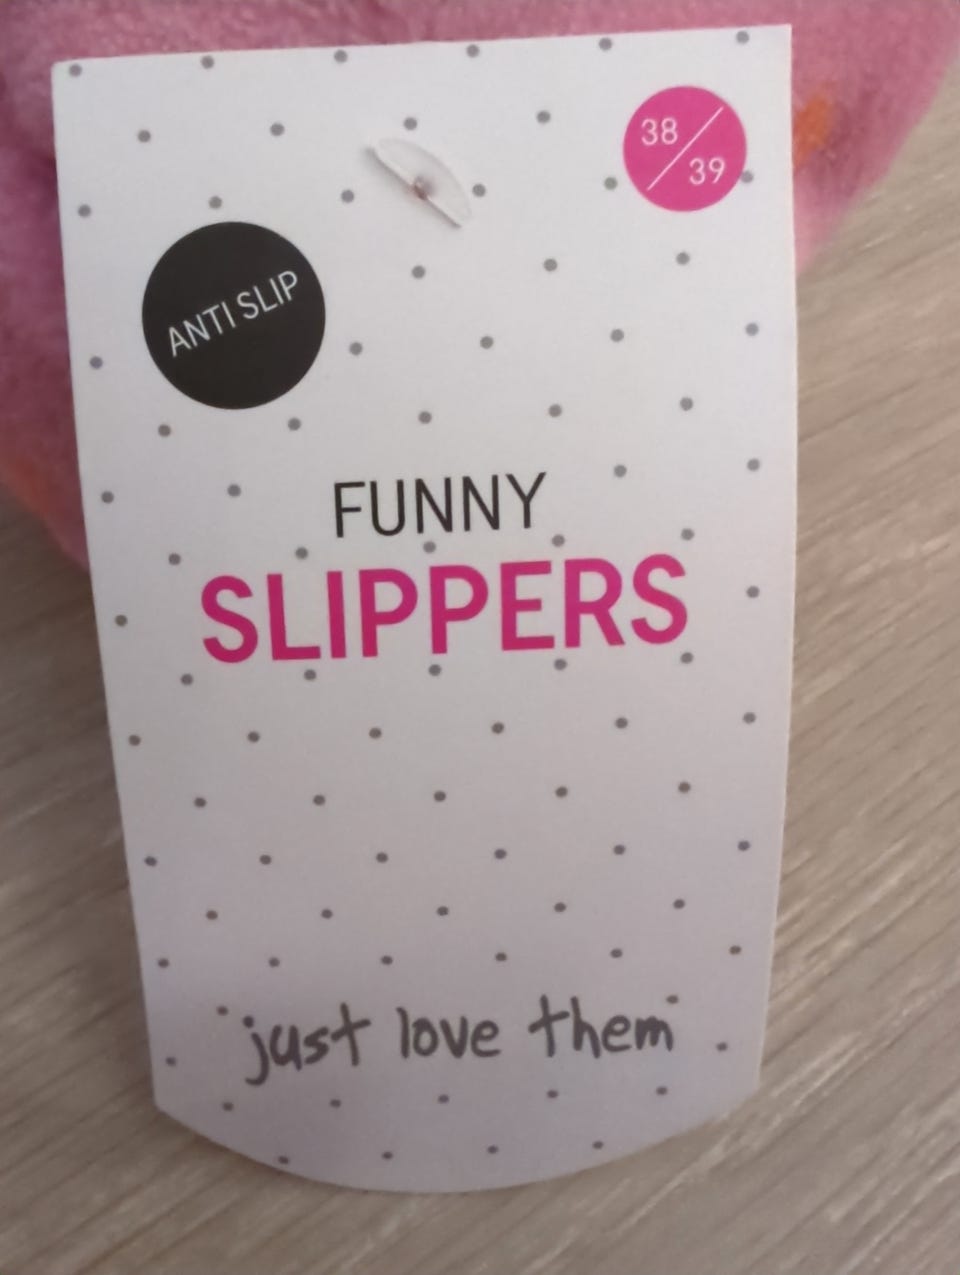 38
39
ANTI SLIP
FUNNY
SLIPPERS
just love them